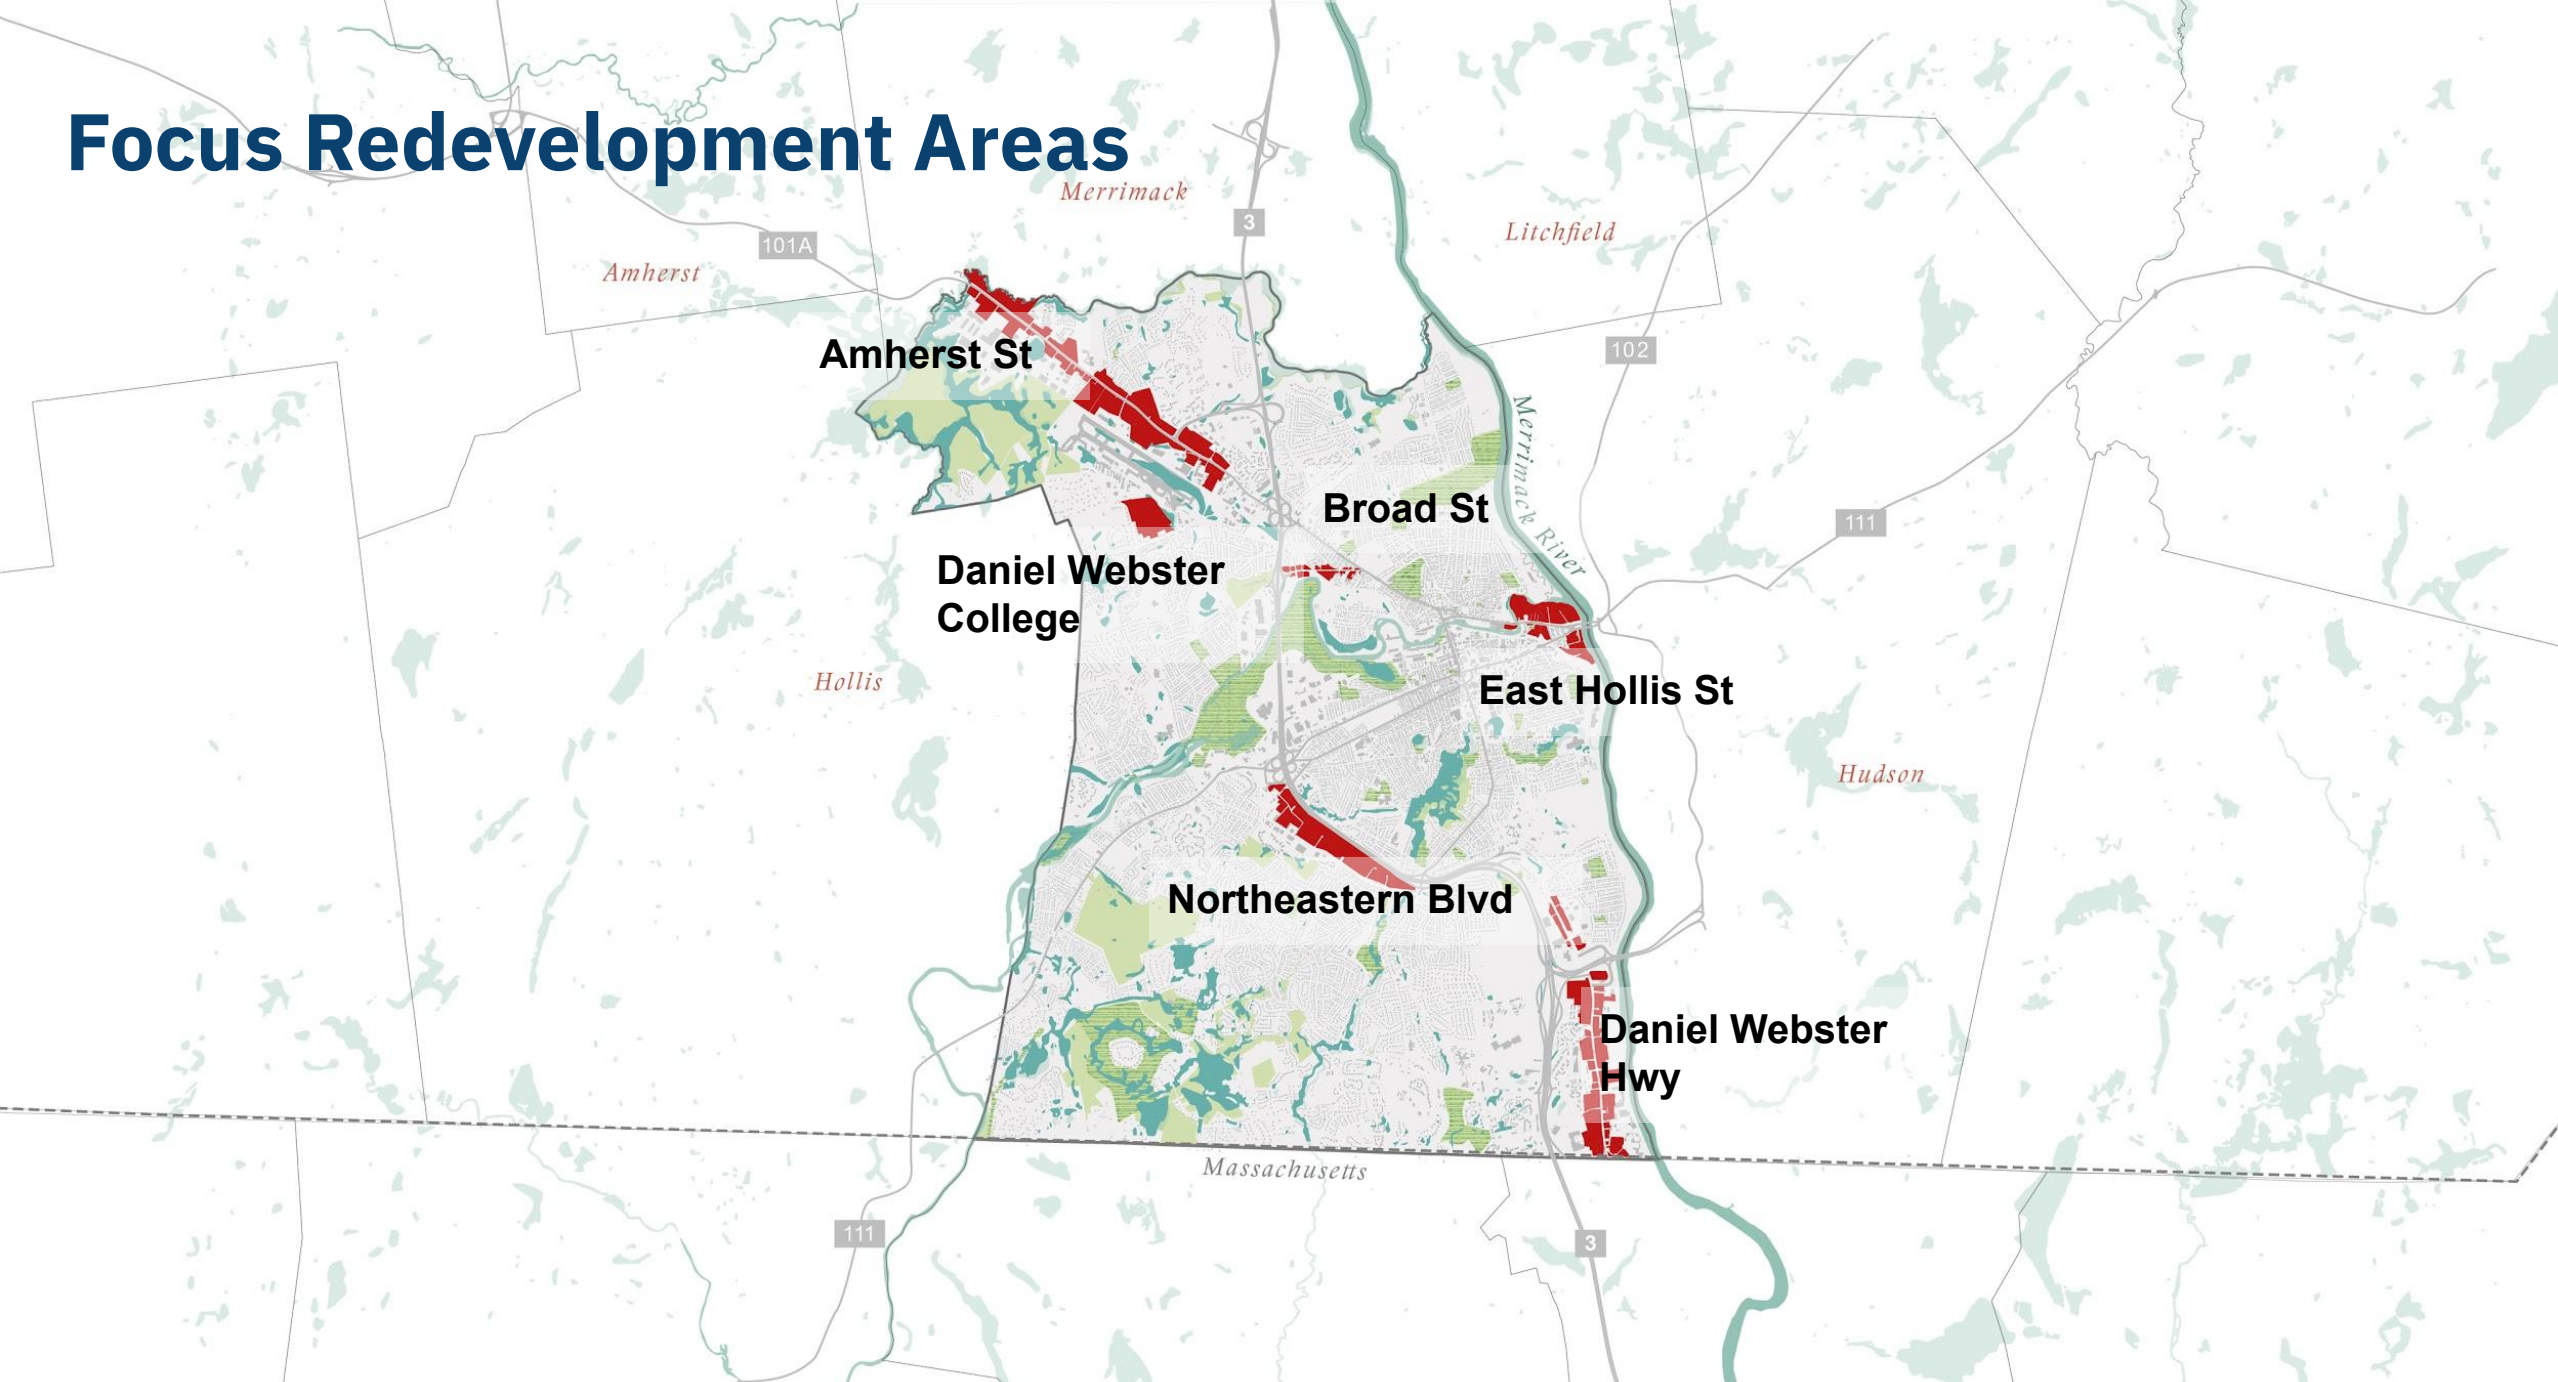 Focus Redevelopment Areas
Merrimack
3
Litchfield
101A
Amherst
Amherst St
102
Merrimack River
Broad St
111
Daniel Webster
College
Hollis
East Hollis St
Hudson
Northeastern Blvd
Daniel Webster
Hwy
Massachusetts
111
3